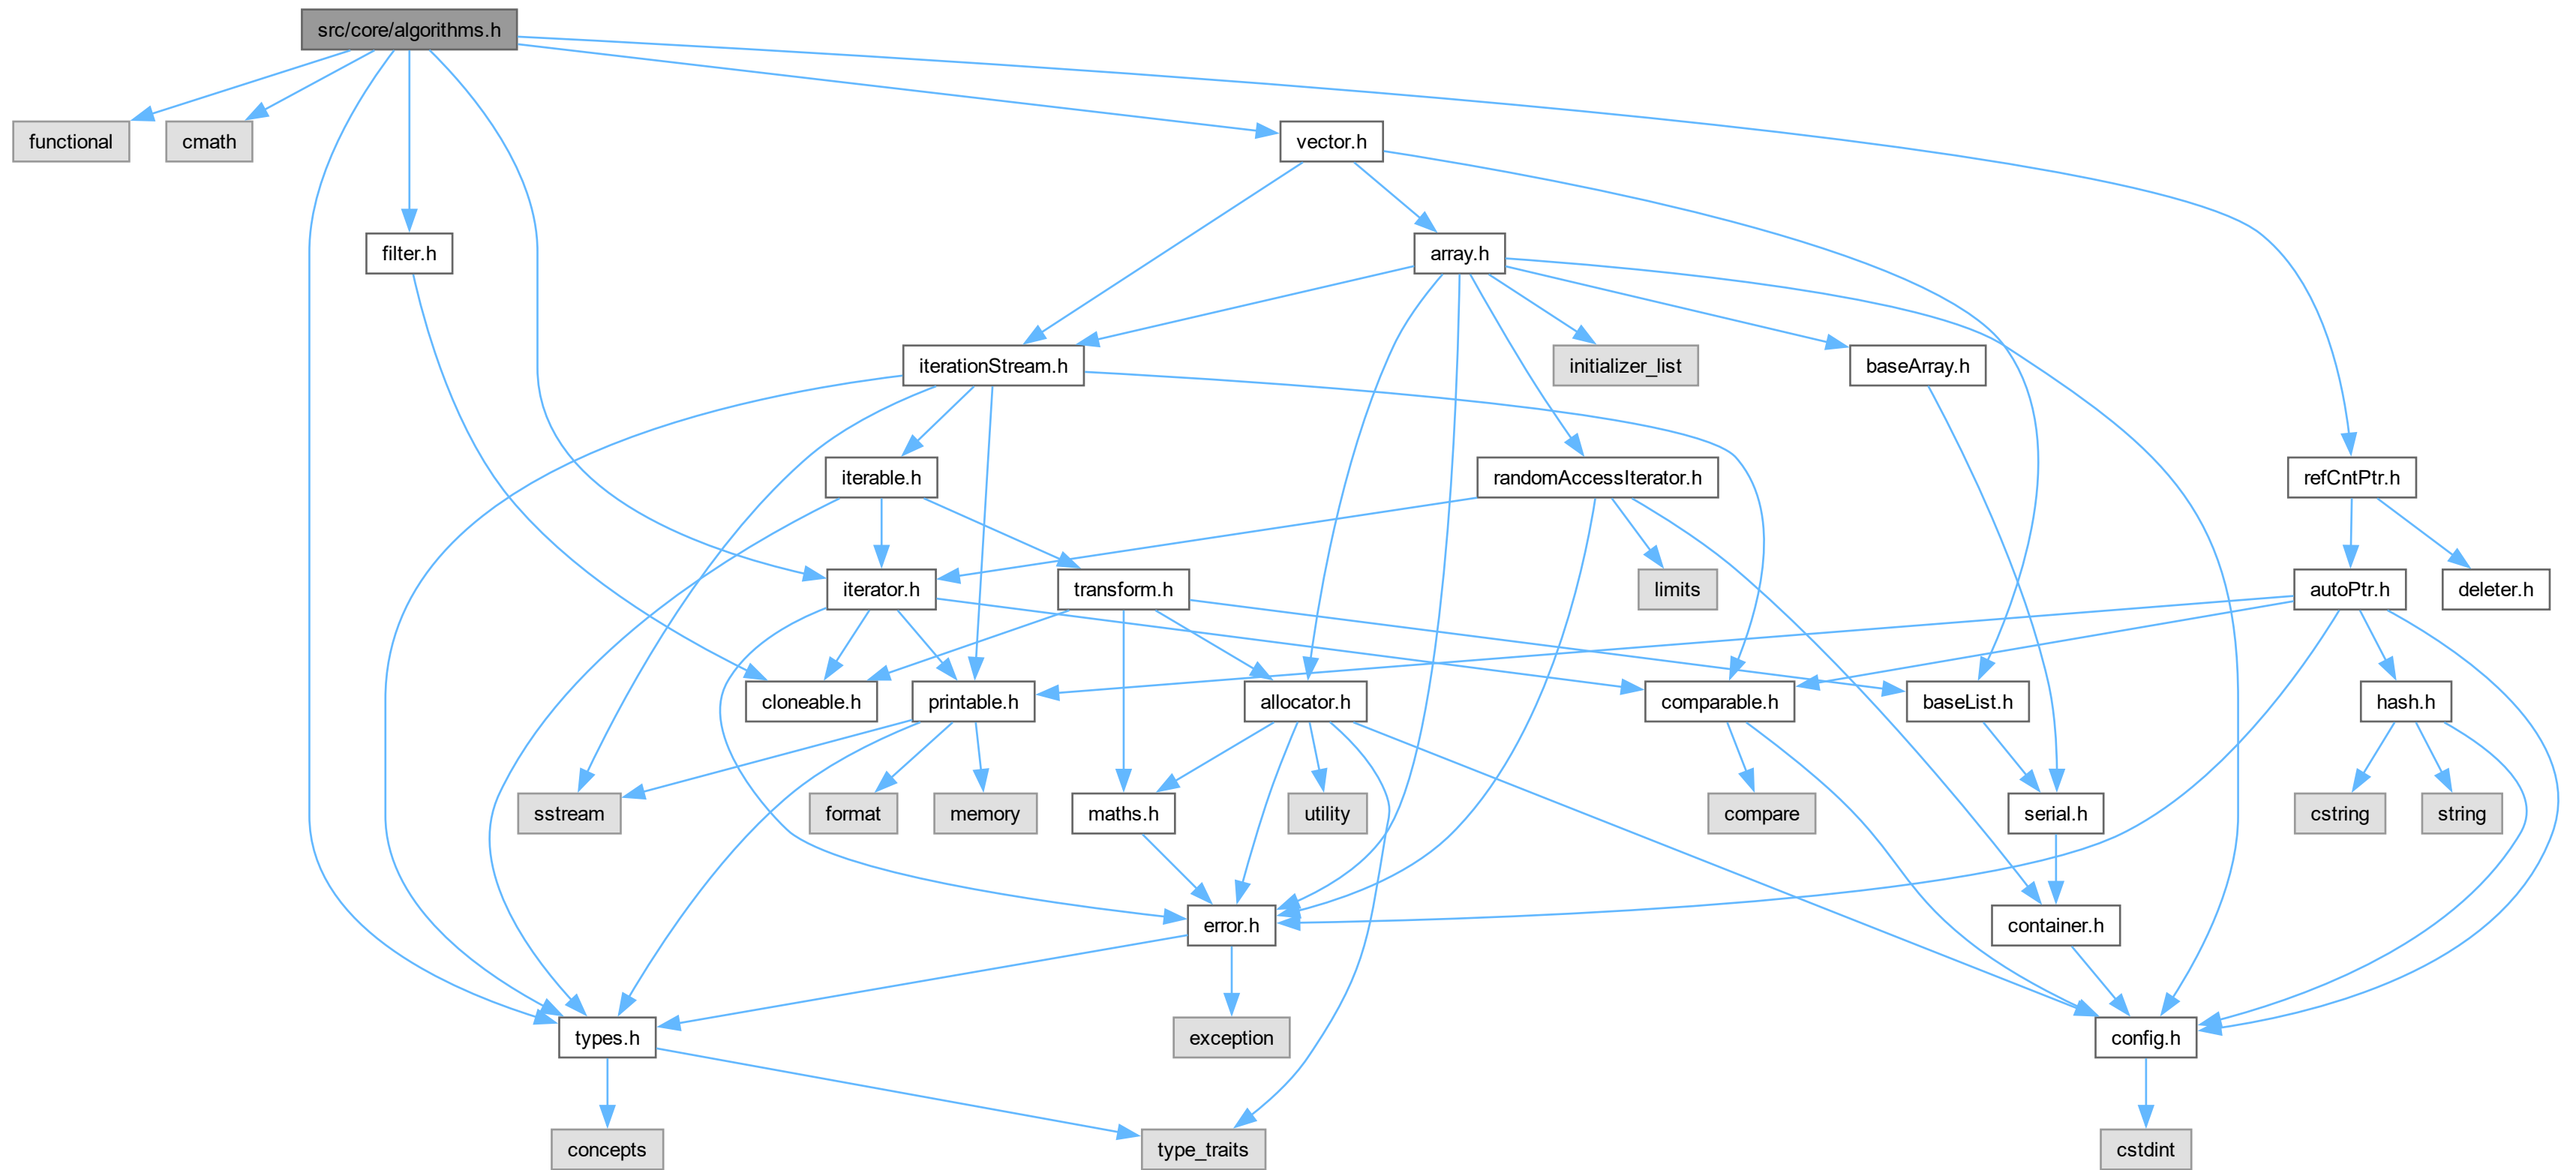 src/core/algorithms.h
functional
cmath
vector.h
filter.h
array.h
iterationStream.h
initializer_list
baseArray.h
iterable.h
randomAccessIterator.h
refCntPtr.h
iterator.h
transform.h
limits
autoPtr.h
deleter.h
cloneable.h
printable.h
allocator.h
comparable.h
baseList.h
hash.h
sstream
format
memory
maths.h
utility
compare
serial.h
cstring
string
error.h
container.h
types.h
exception
config.h
concepts
type_traits
cstdint